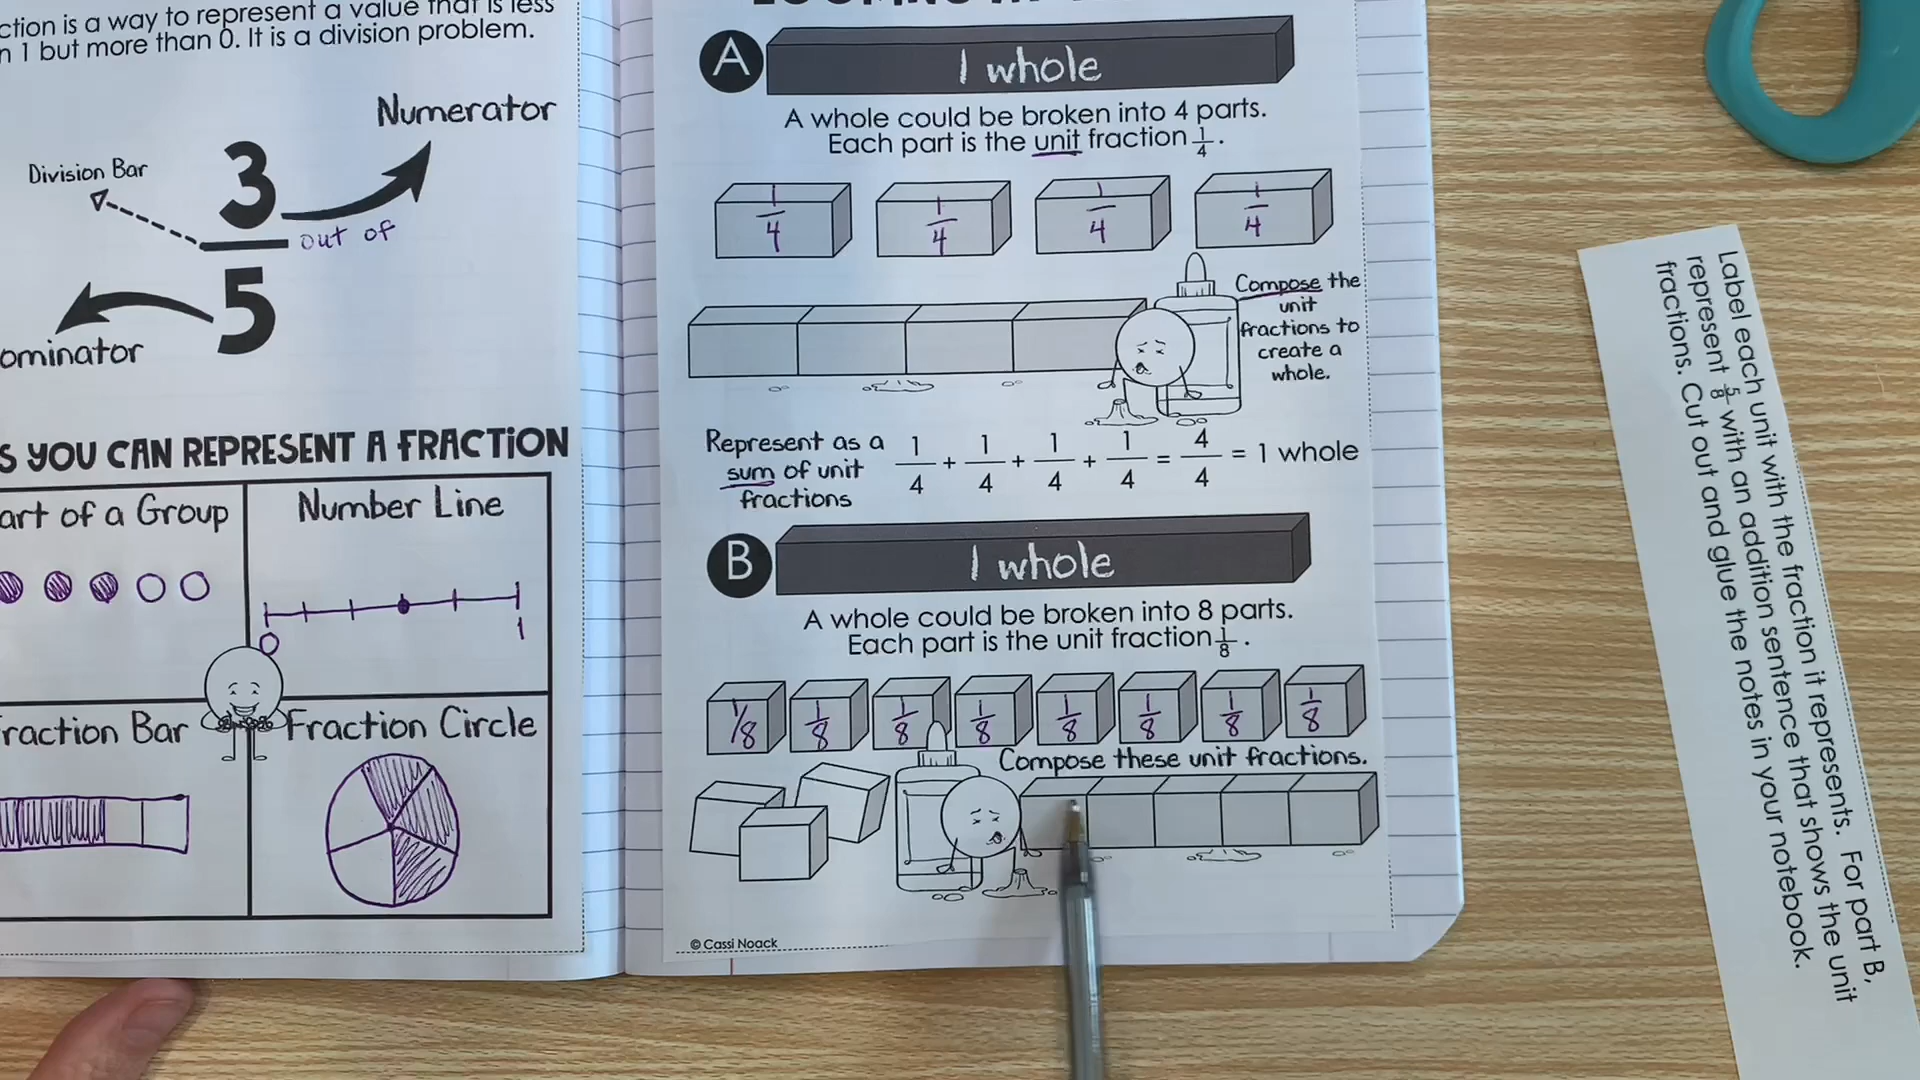 ction is a way to represent a value that is less
n 1 but more than 0. It is a division problem.
Numerator
Division Bar
3
out of
5
ominator
S YOU CAN REPRESENT A FRACTION
art of a Group
Number Line
0
1
raction Bar
Fraction Circle
A
1 whole
A whole could be broken into 4 parts.
Each part is the unit fraction 1/4.
1/4 1/4 1/4 1/4
Compose the
unit
fractions to
create a
whole.
Represent as a
sum of unit
fractions
1/4 + 1/4 + 1/4 + 1/4 = 4/4 = 1 whole
B
1 whole
A whole could be broken into 8 parts.
Each part is the unit fraction 1/8.
1/8 1/8 1/8 1/8 1/8 1/8 1/8 1/8
Compose these unit fractions.
© Cassi Noack
Label each unit with the fraction it represents. For part B,
represent 5/8 with an addition sentence that shows the unit
fractions. Cut out and glue the notes in your notebook.